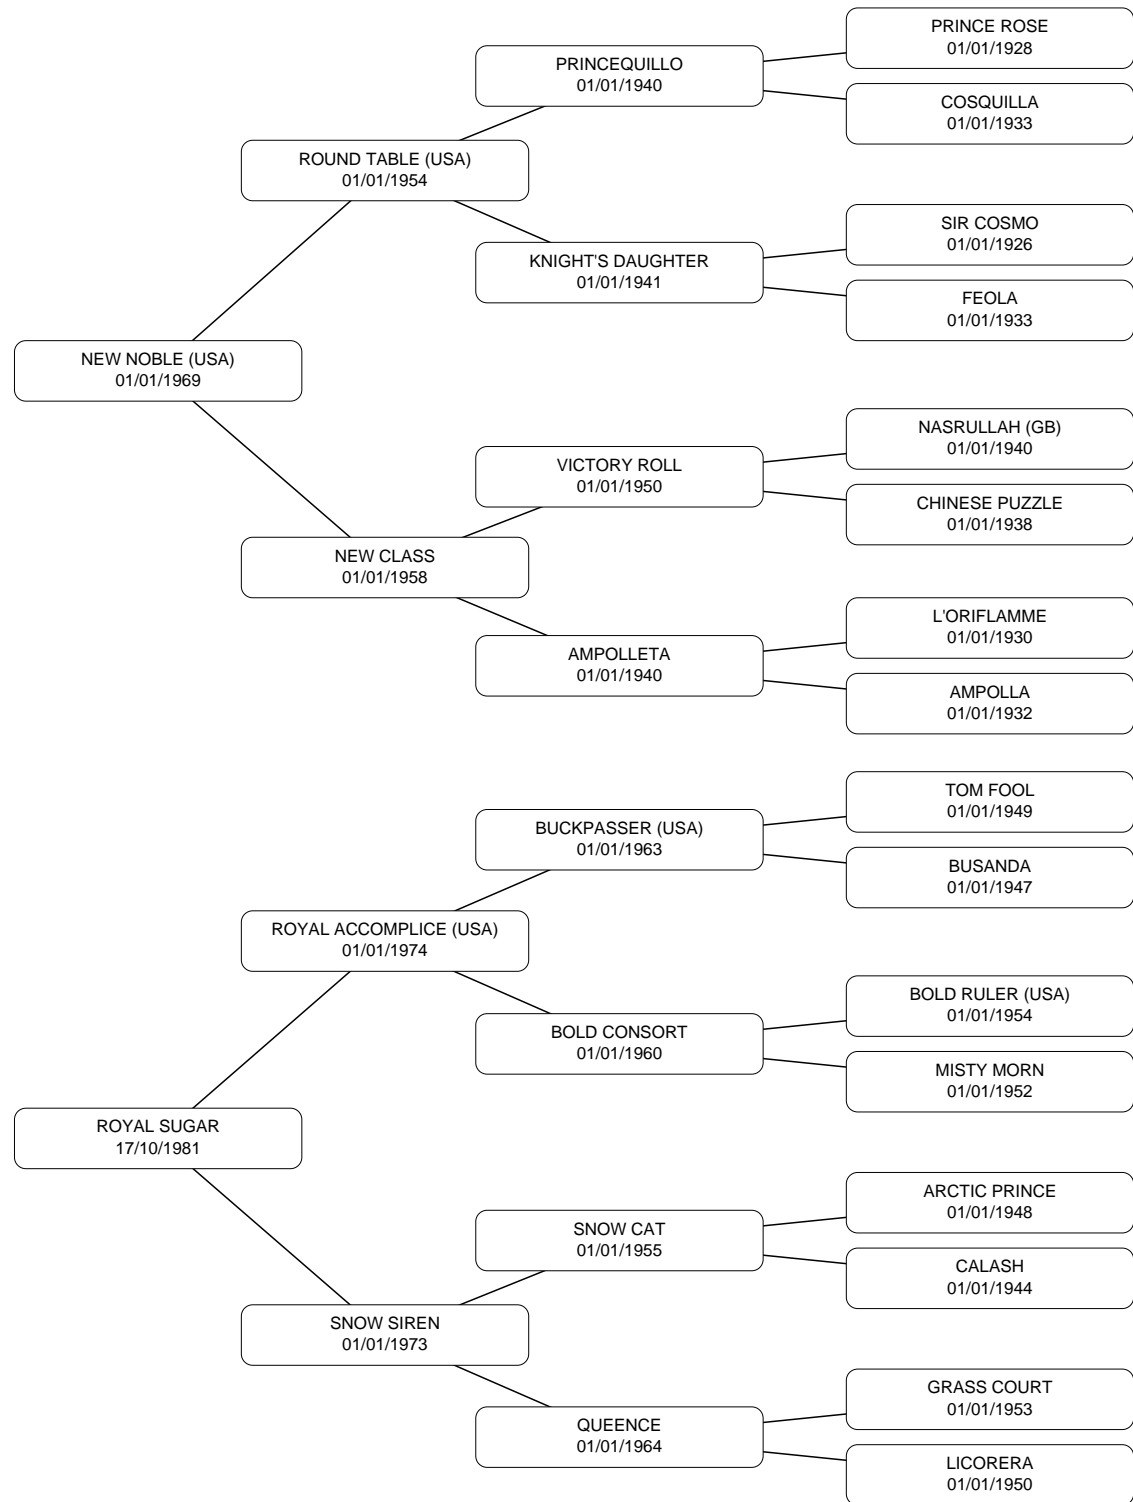 PRINCE ROSE
01/01/1928
PRINCEQUILLO
01/01/1940
COSQUILLA
01/01/1933
ROUND TABLE (USA)
01/01/1954
SIR COSMO
01/01/1926
KNIGHT'S DAUGHTER
01/01/1941
FEOLA
01/01/1933
NEW NOBLE (USA)
01/01/1969
NASRULLAH (GB)
01/01/1940
VICTORY ROLL
01/01/1950
CHINESE PUZZLE
01/01/1938
NEW CLASS
01/01/1958
L'ORIFLAMME
01/01/1930
AMPOLLETA
01/01/1940
AMPOLLA
01/01/1932
TOM FOOL
01/01/1949
BUCKPASSER (USA)
01/01/1963
BUSANDA
01/01/1947
ROYAL ACCOMPLICE (USA)
01/01/1974
BOLD RULER (USA)
01/01/1954
BOLD CONSORT
01/01/1960
MISTY MORN
01/01/1952
ROYAL SUGAR
17/10/1981
ARCTIC PRINCE
01/01/1948
SNOW CAT
01/01/1955
CALASH
01/01/1944
SNOW SIREN
01/01/1973
GRASS COURT
01/01/1953
QUEENCE
01/01/1964
LICORERA
01/01/1950